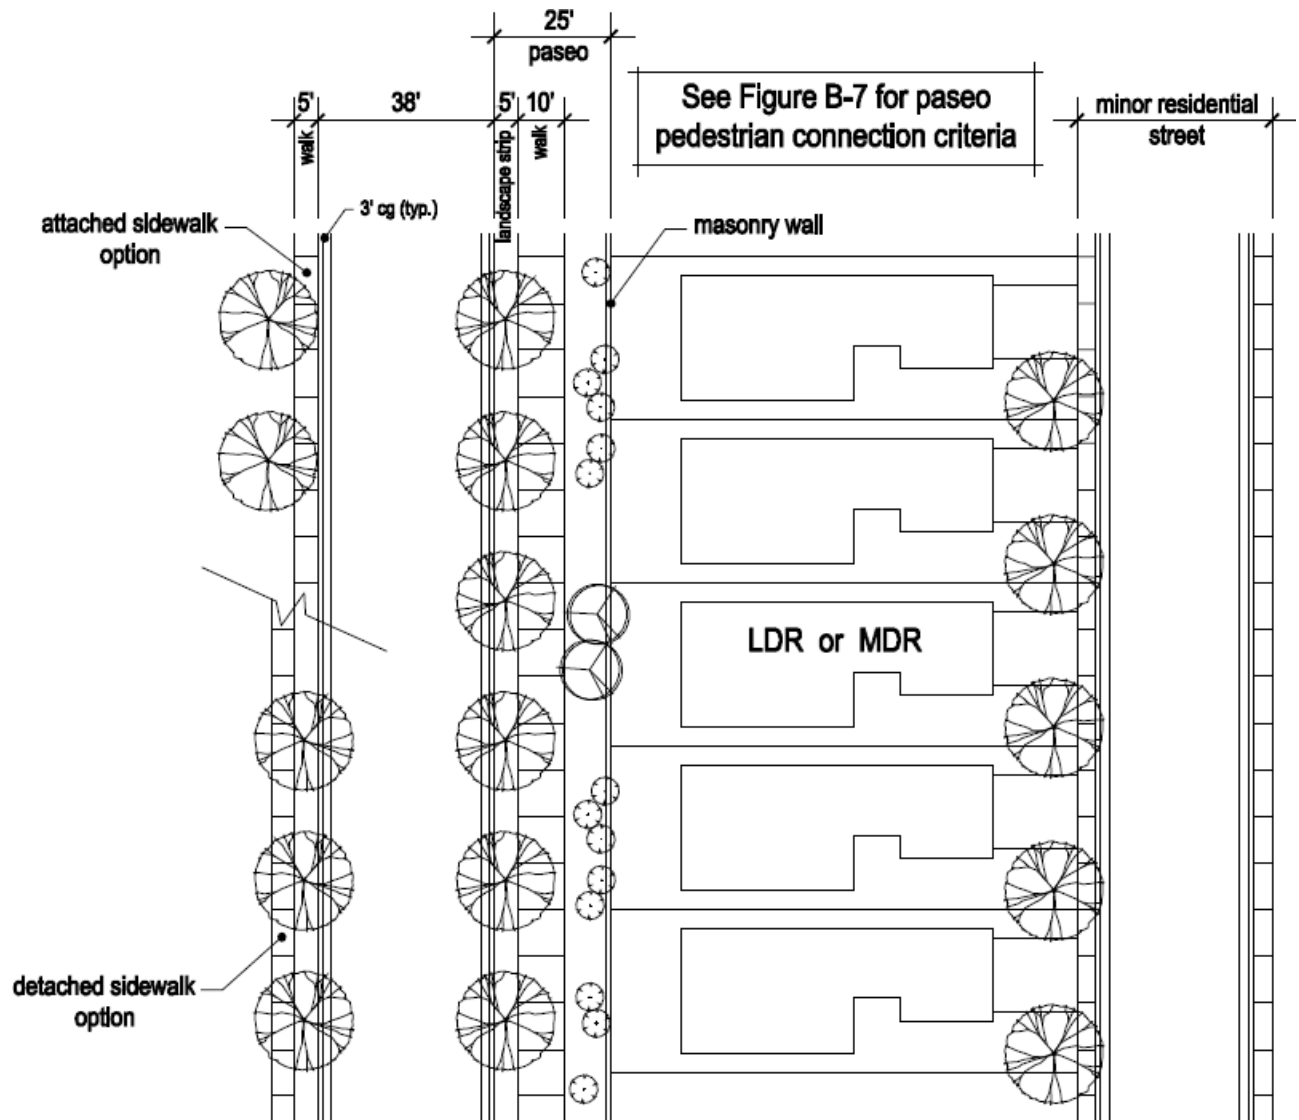 25'
paseo
5'
38'
5'
10'
walk
landscape strip
walk
See Figure B-7 for paseo
pedestrian connection criteria
minor residential
street
3' cg (typ.)
attached sidewalk
option
masonry wall
LDR or MDR
detached sidewalk
option